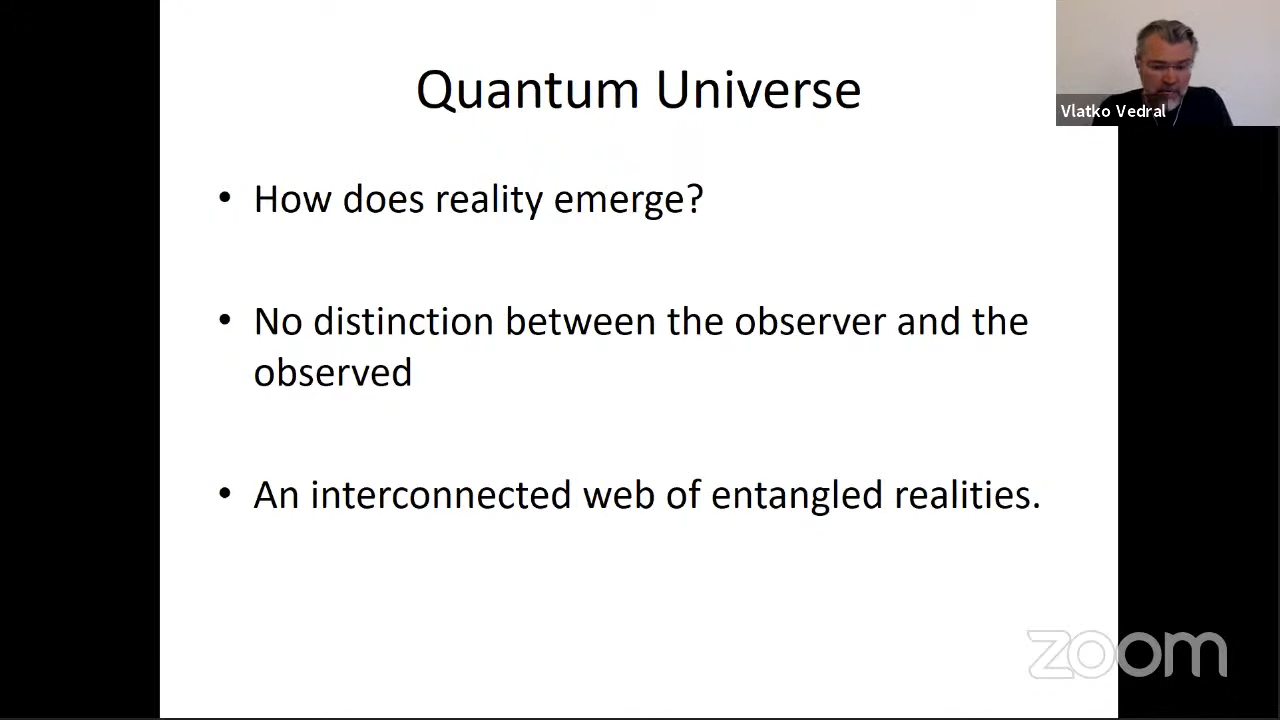 Quantum Universe
Vlatko Vedral
• How does reality emerge?
• No distinction between the observer and the
observed
• An interconnected web of entangled realities.
zoom